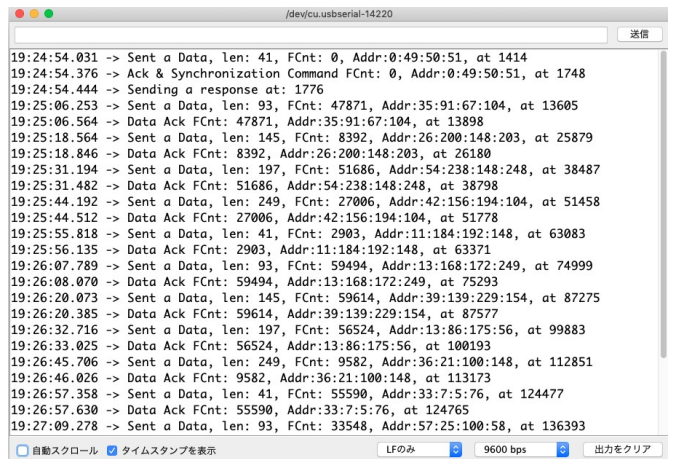 /dev/cu.usbserial-14220
送信
19:24:54.031 -> Sent a Data, len: 41, FCnt: 0, Addr:0:49:50:51, at 1414
19:24:54.376 -> Ack & Synchronization Command FCnt: 0, Addr:0:49:50:51, at 1748
19:24:54.444 -> Sending a response at: 1776
19:25:06.253 -> Sent a Data, len: 93, FCnt: 47871, Addr:35:91:67:104, at 13605
19:25:06.564 -> Data Ack FCnt: 47871, Addr:35:91:67:104, at 13898
19:25:18.564 -> Sent a Data, len: 145, FCnt: 8392, Addr:26:200:148:203, at 25879
19:25:18.846 -> Data Ack FCnt: 8392, Addr:26:200:148:203, at 26180
19:25:31.194 -> Sent a Data, len: 197, FCnt: 51686, Addr:54:238:148:248, at 38487
19:25:31.482 -> Data Ack FCnt: 51686, Addr:54:238:148:248, at 38798
19:25:44.192 -> Sent a Data, len: 249, FCnt: 27006, Addr:42:156:194:104, at 51458
19:25:44.512 -> Data Ack FCnt: 27006, Addr:42:156:194:104, at 51778
19:25:55.818 -> Sent a Data, len: 41, FCnt: 2903, Addr:11:184:192:148, at 63083
19:25:56.135 -> Data Ack FCnt: 2903, Addr:11:184:192:148, at 63371
19:26:07.789 -> Sent a Data, len: 93, FCnt: 59494, Addr:13:168:172:249, at 74999
19:26:08.070 -> Data Ack FCnt: 59494, Addr:13:168:172:249, at 75293
19:26:20.073 -> Sent a Data, len: 145, FCnt: 59614, Addr:39:139:229:154, at 87275
19:26:20.385 -> Data Ack FCnt: 59614, Addr:39:139:229:154, at 87577
19:26:32.716 -> Sent a Data, len: 197, FCnt: 56524, Addr:13:86:175:56, at 99883
19:26:33.025 -> Data Ack FCnt: 56524, Addr:13:86:175:56, at 100193
19:26:45.706 -> Sent a Data, len: 249, FCnt: 9582, Addr:36:21:100:148, at 112851
19:26:46.026 -> Data Ack FCnt: 9582, Addr:36:21:100:148, at 113173
19:26:57.358 -> Sent a Data, len: 41, FCnt: 55590, Addr:33:7:5:76, at 124477
19:26:57.630 -> Data Ack FCnt: 55590, Addr:33:7:5:76, at 124765
19:27:09.278 -> Sent a Data, len: 93, FCnt: 33548, Addr:57:25:100:58, at 136393
自動スクロール タイムスタンプを表示 LFのみ 9600 bps 出力をクリア